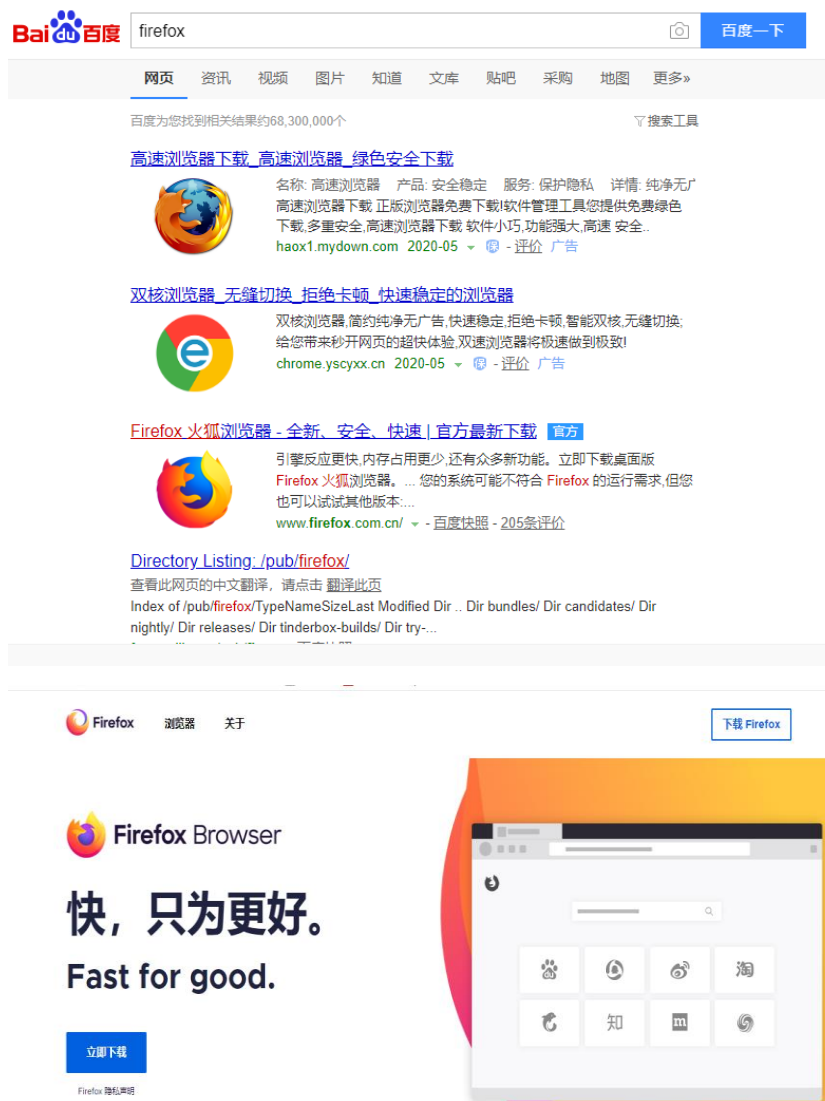 Bai du 百度
firefox
百度一下
网页 资讯 视频 图片 知道 文库 贴吧 采购 地图 更多»
百度为您找到相关结果约68,300,000个
搜索工具
高速浏览器下载_高速浏览器_绿色安全下载
名称: 高速浏览器 产品: 安全稳定 服务: 保护隐私 详情: 纯净无广
高速浏览器下载 正版浏览器免费下载!软件管理工具您提供免费绿色
下载,多重安全,高速浏览器下载 软件小巧,功能强大,高速 安全..
haox1.mydown.com 2020-05 保 - 评价 广告
双核浏览器_无缝切换_拒绝卡顿_快速稳定的浏览器
双核浏览器,简约纯净无广告,快速稳定,拒绝卡顿,智能双核,无缝切换;
给您带来秒开网页的超快体验,双速浏览器将极速做到极致!
chrome.yscyxx.cn 2020-05 保 - 评价 广告
Firefox 火狐浏览器 - 全新、安全、快速 | 官方最新下载 官方
引擎反应更快,内存占用更少,还有众多新功能。立即下载桌面版
Firefox 火狐浏览器。... 您的系统可能不符合 Firefox 的运行需求,但您
也可以试试其他版本:...
www.firefox.com.cn/ - 百度快照 - 205条评价
Directory Listing: /pub/firefox/
查看此网页的中文翻译，请点击 翻译此页
Index of /pub/firefox/TypeNameSizeLast Modified Dir .. Dir bundles/ Dir candidates/ Dir
nightly/ Dir releases/ Dir tinderbox-builds/ Dir try-...
Firefox 浏览器 关于
下载 Firefox
Firefox Browser
快，只为更好。
Fast for good.
立即下载
Firefox 隐私声明
淘
知 m